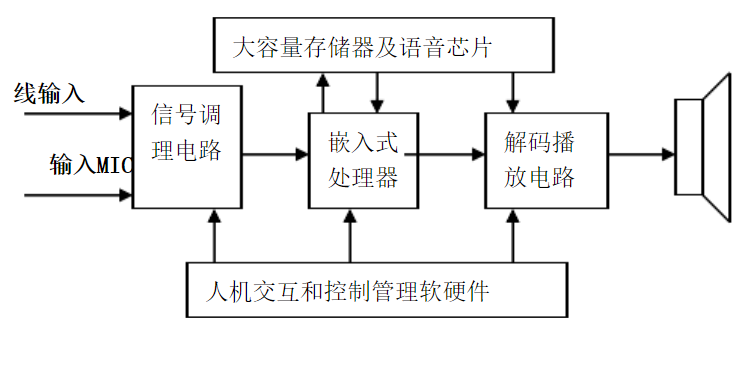 大容量存储器及语音芯片
线输入
信号调
理电路
输入MIC
嵌入式
处理器
解码播
放电路
人机交互和控制管理软硬件